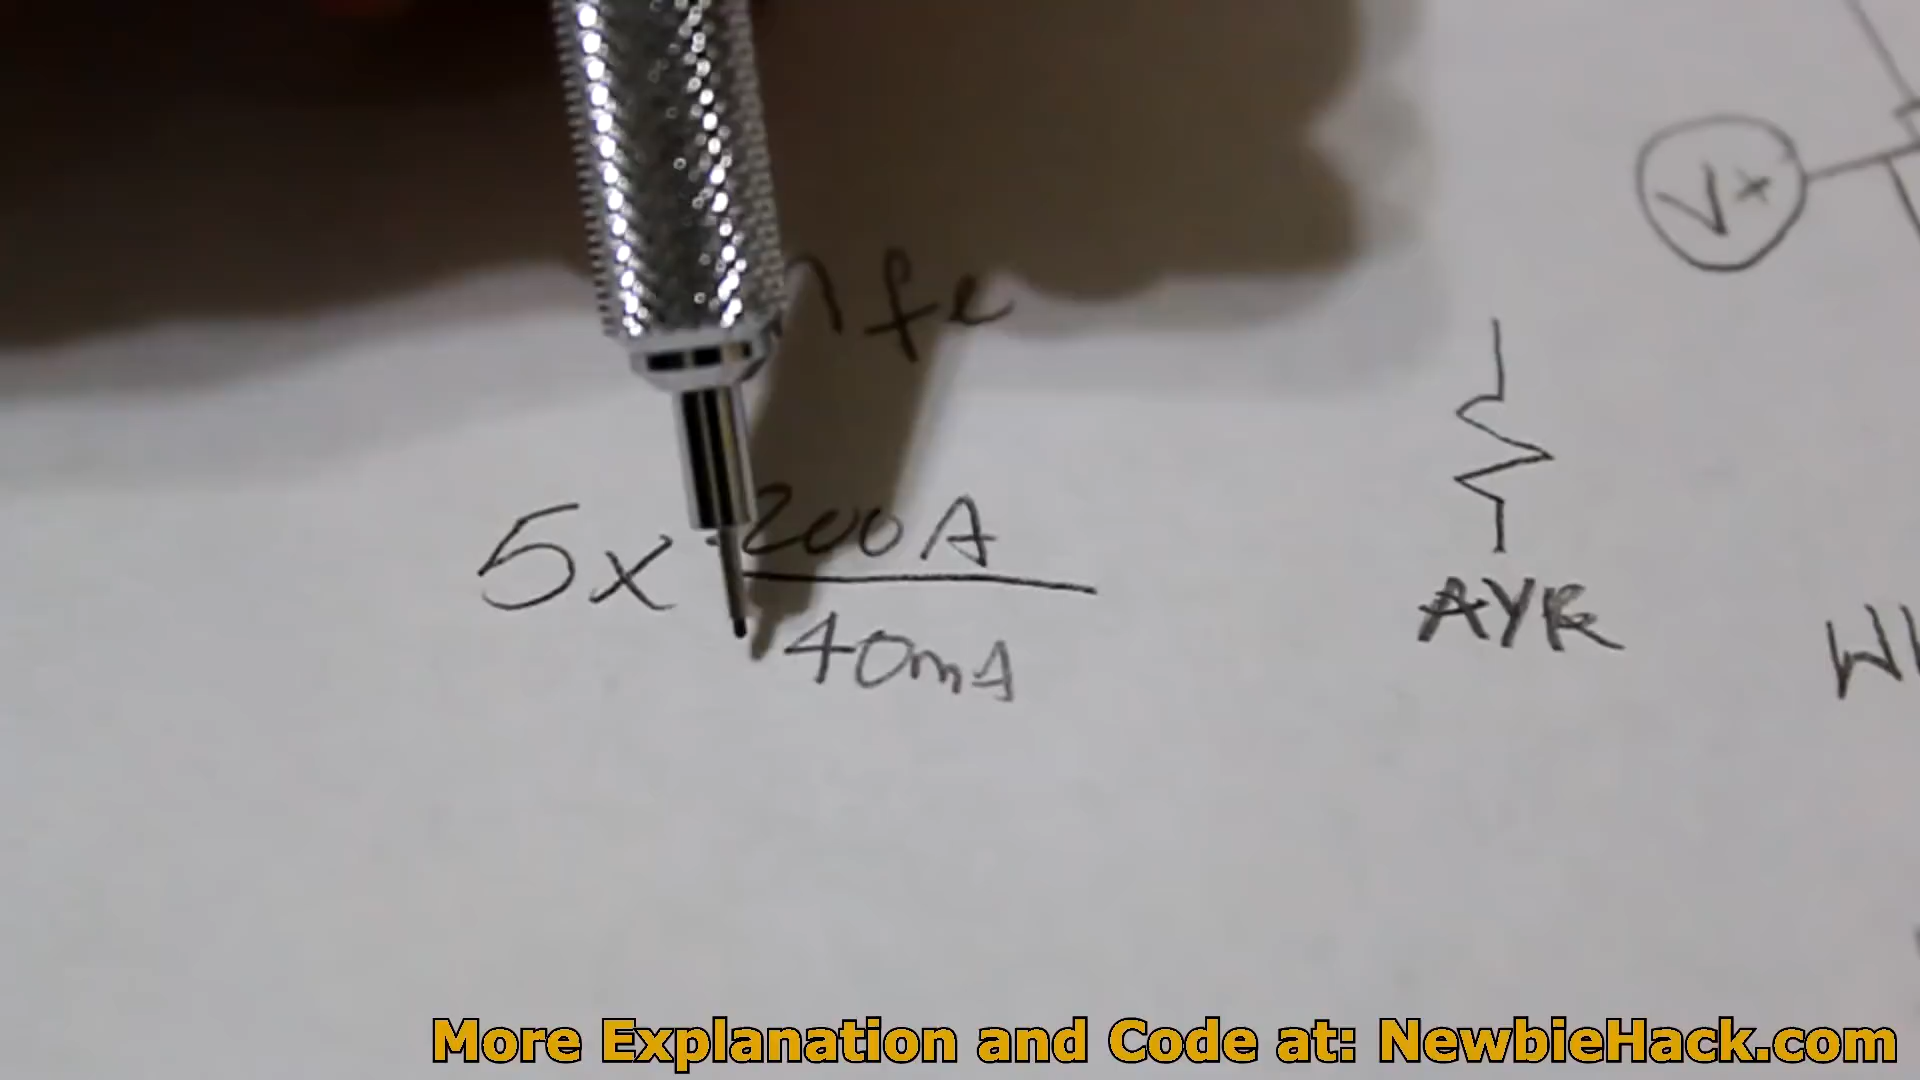 V+
hfe
5x 200A
40mA
AYR
More Explanation and Code at: NewbieHack.com